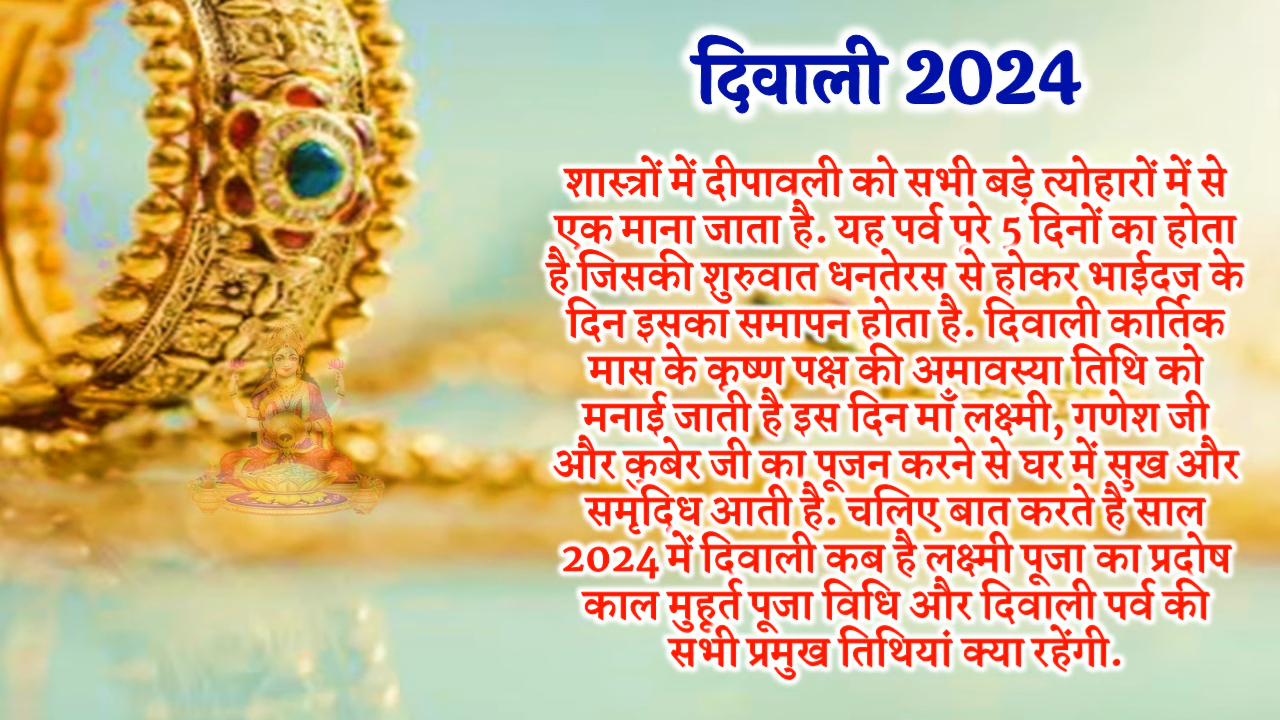 दिवाली 2024
शास्त्रों में दीपावली को सभी बड़े त्योहारों में से
एक माना जाता है. यह पर्व पूरे 5 दिनों का होता
है जिसकी शुरुवात धनतेरस से होकर भाईदूज के
दिन इसका समापन होता है. दिवाली कार्तिक
मास के कृष्ण पक्ष की अमावस्या तिथि को
मनाई जाती है इस दिन माँ लक्ष्मी, गणेश जी
और कुबेर जी का पूजन करने से घर में सुख और
समृद्धि आती है. चलिए बात करते है साल
2024 में दिवाली कब है लक्ष्मी पूजा का प्रदोष
काल मुहूर्त पूजा विधि और दिवाली पर्व की
सभी प्रमुख तिथियां क्या रहेंगी.